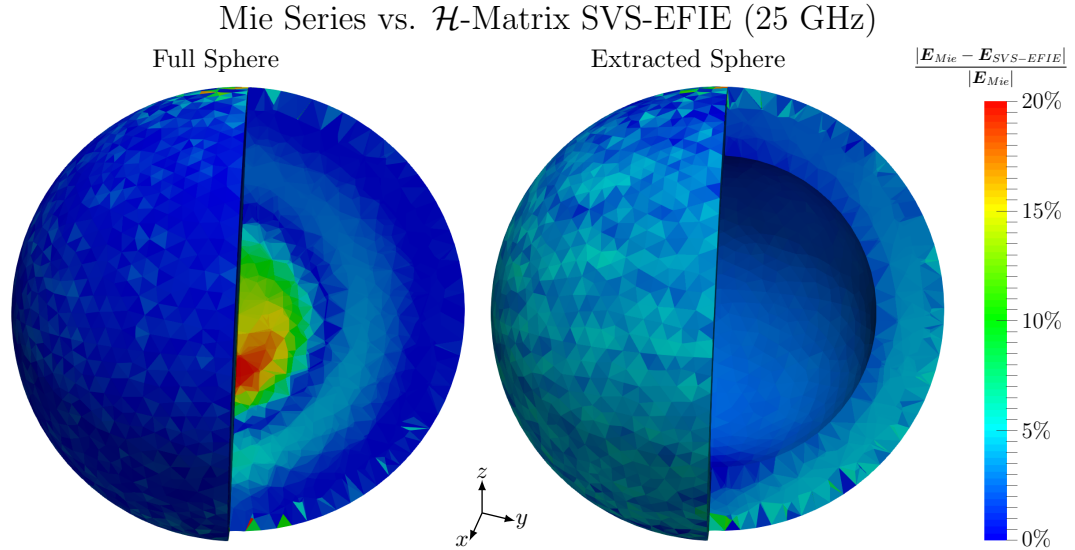 Mie Series vs. 𝓗-Matrix SVS-EFIE (25 GHz)
Full Sphere
Extracted Sphere
|E_Mie − E_SVS−EFIE|
|E_Mie|
20%
15%
10%
5%
0%
z
y
x